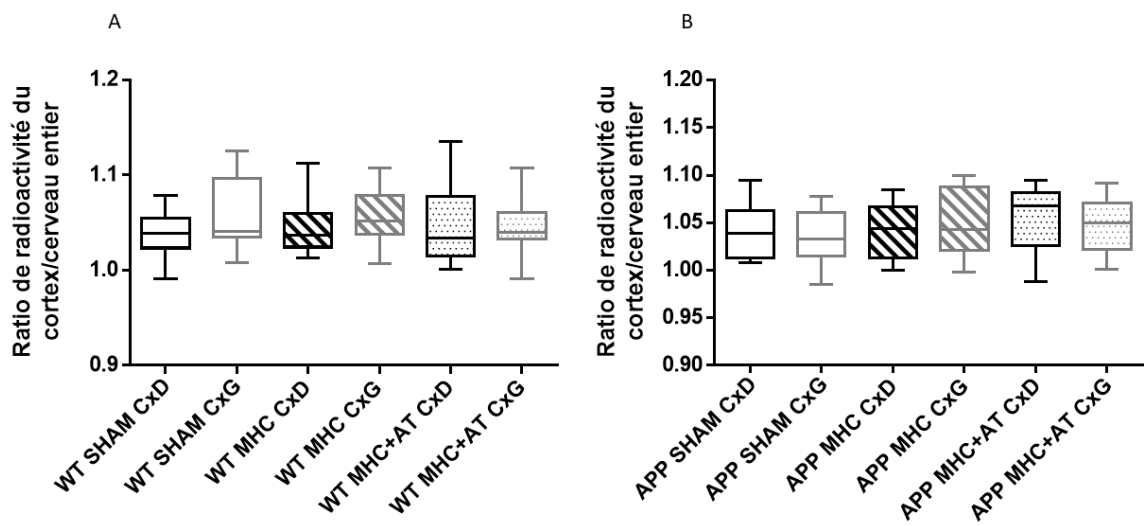 A
Ratio de radioactivité du
cortex/cerveau entier
1.2
1.1
1.0
0.9
WT SHAM CxD
WT SHAM CxG
WT MHC CxD
WT MHC CxG
WT MHC+AT CxD
WT MHC+AT CxG
B
Ratio de radioactivité du
cortex/cerveau entier
1.20
1.15
1.10
1.05
1.00
0.95
0.90
APP SHAM CxD
APP SHAM CxG
APP MHC CxD
APP MHC CxG
APP MHC+AT CxD
APP MHC+AT CxG